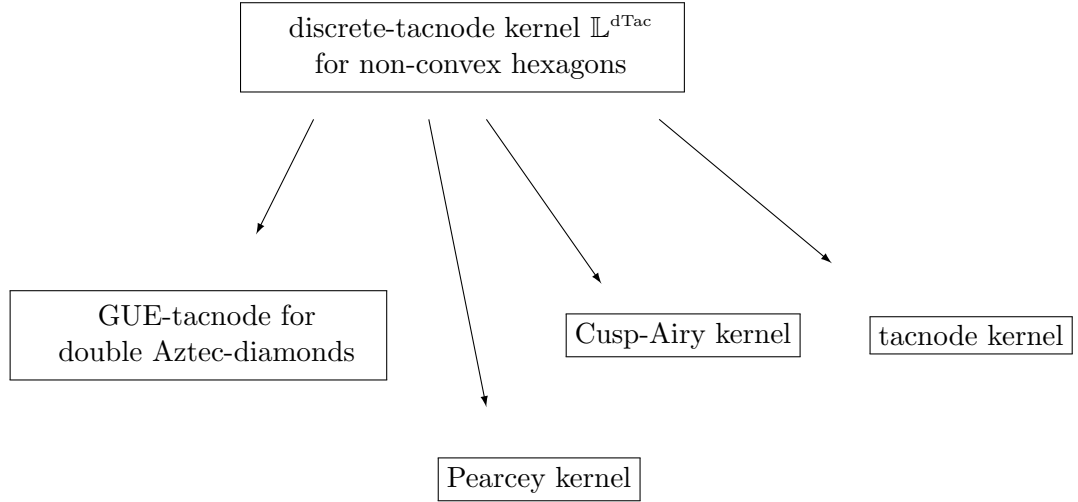 discrete-tacnode kernel 𝕃ᵈᵀᵃᶜ
for non-convex hexagons
GUE-tacnode for
double Aztec-diamonds
Cusp-Airy kernel
tacnode kernel
Pearcey kernel